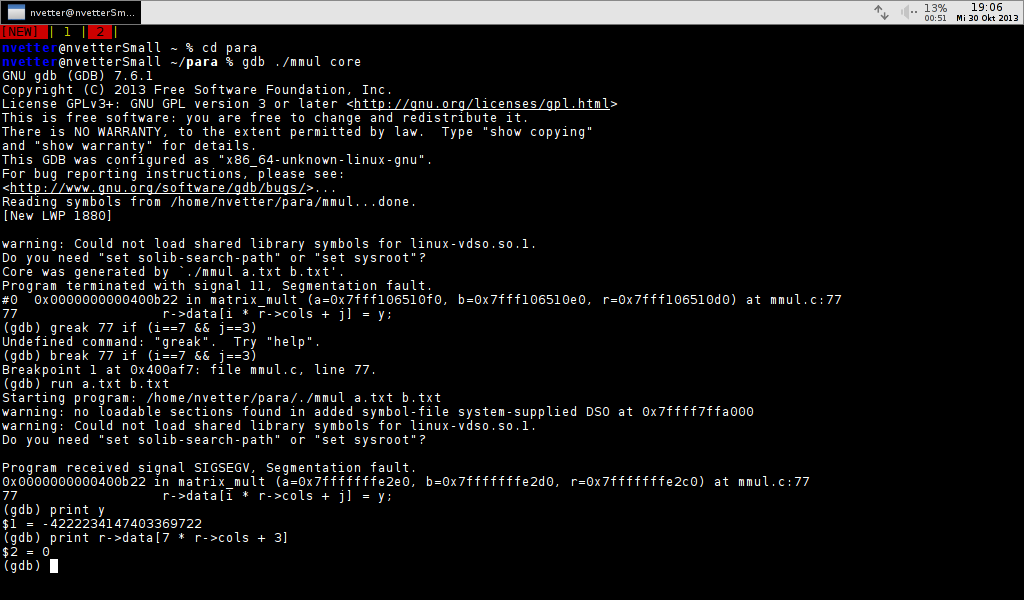 nvetter@nvetterSm...
13%
00:51
19:06
Mi 30 Okt 2013
[NEW] | 1 | 2 |
nvetter@nvetterSmall ~ % cd para
nvetter@nvetterSmall ~/para % gdb ./mmul core
GNU gdb (GDB) 7.6.1
Copyright (C) 2013 Free Software Foundation, Inc.
License GPLv3+: GNU GPL version 3 or later <http://gnu.org/licenses/gpl.html>
This is free software: you are free to change and redistribute it.
There is NO WARRANTY, to the extent permitted by law.  Type "show copying"
and "show warranty" for details.
This GDB was configured as "x86_64-unknown-linux-gnu".
For bug reporting instructions, please see:
<http://www.gnu.org/software/gdb/bugs/>...
Reading symbols from /home/nvetter/para/mmul...done.
[New LWP 1880]
warning: Could not load shared library symbols for linux-vdso.so.1.
Do you need "set solib-search-path" or "set sysroot"?
Core was generated by `./mmul a.txt b.txt'.
Program terminated with signal 11, Segmentation fault.
#0  0x0000000000400b22 in matrix_mult (a=0x7fff106510f0, b=0x7fff106510e0, r=0x7fff106510d0) at mmul.c:77
77                  r->data[i * r->cols + j] = y;
(gdb) greak 77 if (i==7 && j==3)
Undefined command: "greak".  Try "help".
(gdb) break 77 if (i==7 && j==3)
Breakpoint 1 at 0x400af7: file mmul.c, line 77.
(gdb) run a.txt b.txt
Starting program: /home/nvetter/para/./mmul a.txt b.txt
warning: no loadable sections found in added symbol-file system-supplied DSO at 0x7ffff7ffa000
warning: Could not load shared library symbols for linux-vdso.so.1.
Do you need "set solib-search-path" or "set sysroot"?
Program received signal SIGSEGV, Segmentation fault.
0x0000000000400b22 in matrix_mult (a=0x7fffffffe2e0, b=0x7fffffffe2d0, r=0x7fffffffe2c0) at mmul.c:77
77                  r->data[i * r->cols + j] = y;
(gdb) print y
$1 = -4222234147403369722
(gdb) print r->data[7 * r->cols + 3]
$2 = 0
(gdb)